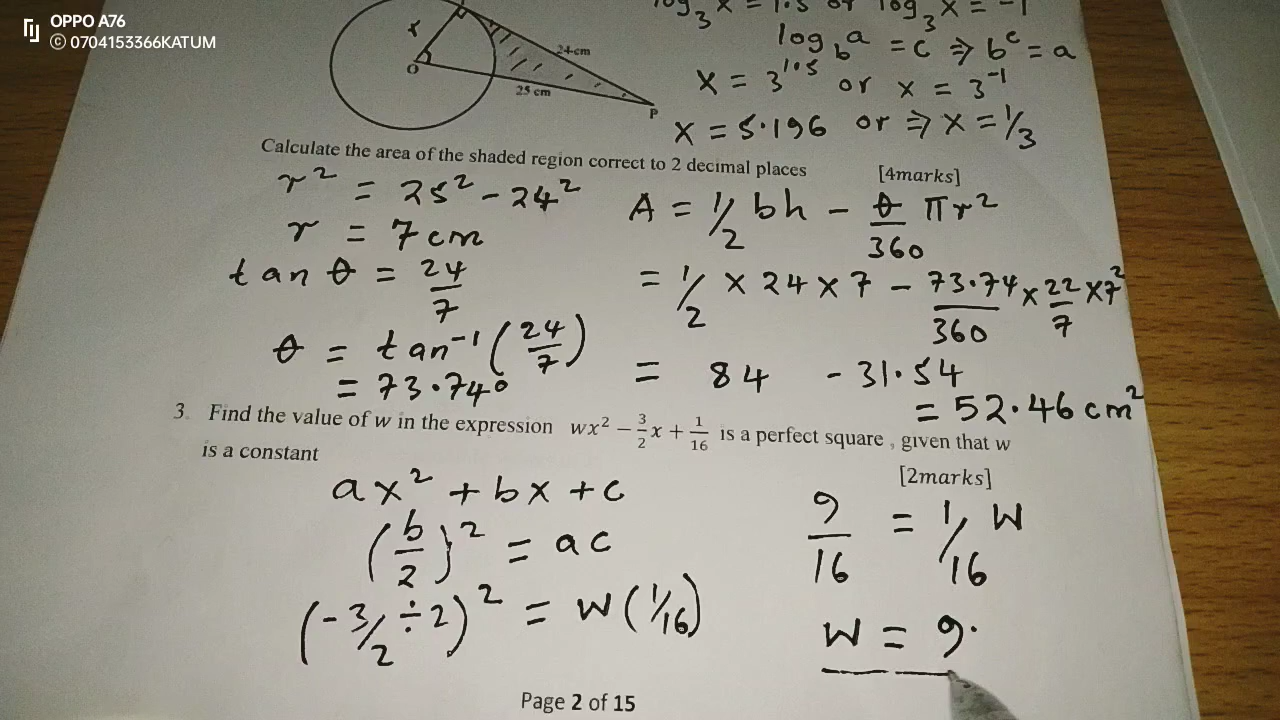 OPPO A76
© 0704153366KATUM
log₃ x = 1.5 or log₃ x = -1
log_b a = c ⇒ b^c = a
x = 3^1.5 or x = 3^-1
x = 5.196 or ⇒ x = 1/3
r
O
24 cm
25 cm
P
Calculate the area of the shaded region correct to 2 decimal places [4marks]
r² = 25² - 24²
r = 7 cm
tan θ = 24/7
θ = tan⁻¹ (24/7)
= 73.74°
A = 1/2 bh - θ/360 πr²
= 1/2 × 24 × 7 - 73.74/360 × 22/7 × 7²
= 84 - 31.54
= 52.46 cm²
3. Find the value of w in the expression wx² − 3/2 x + 1/16 is a perfect square , given that w
is a constant [2marks]
ax² + bx + c
(b/2)² = ac
(-3/2 ÷ 2)² = w(1/16)
9/16 = 1/16 w
w = 9.
Page 2 of 15